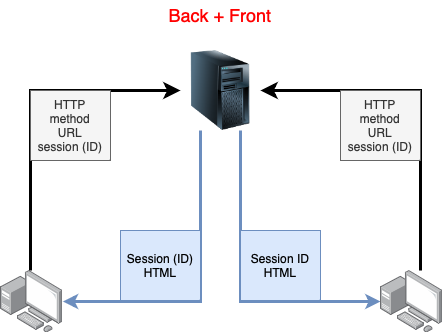 Back + Front
HTTP
method
URL
session (ID)
HTTP
method
URL
session (ID)
Session (ID)
HTML
Session ID
HTML